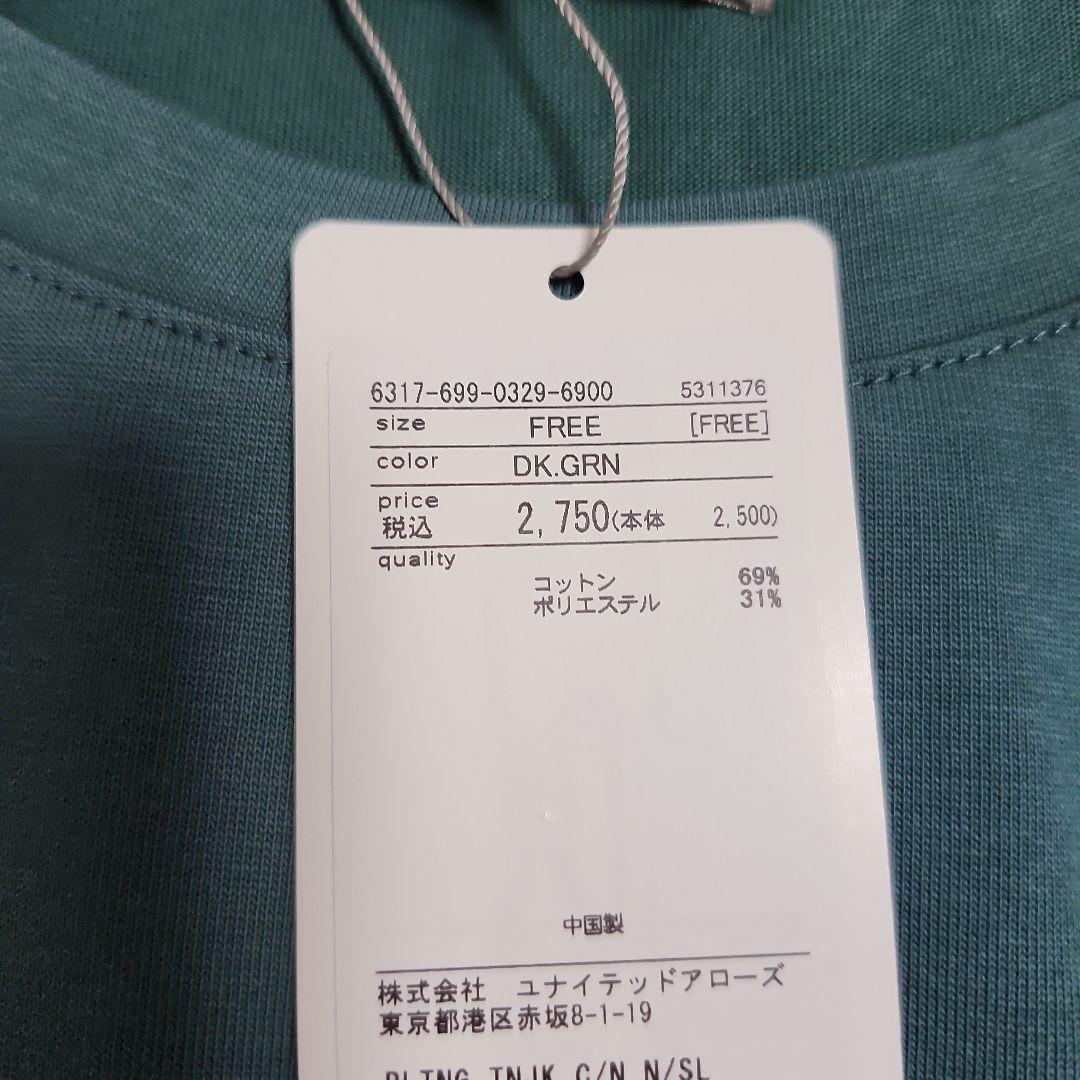 6317-699-0329-6900 5311376
size FREE [FREE]
color DK.GRN
price
税込 2,750(本体 2,500)
quality
コットン 69%
ポリエステル 31%
中国製
株式会社 ユナイテッドアローズ
東京都港区赤坂8-1-19
C/N N/SL